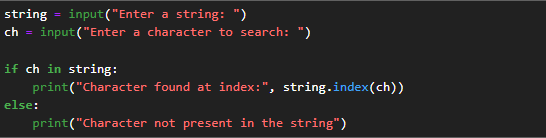 string = input("Enter a string: ")
ch = input("Enter a character to search: ")
if ch in string:
    print("Character found at index:", string.index(ch))
else:
    print("Character not present in the string")